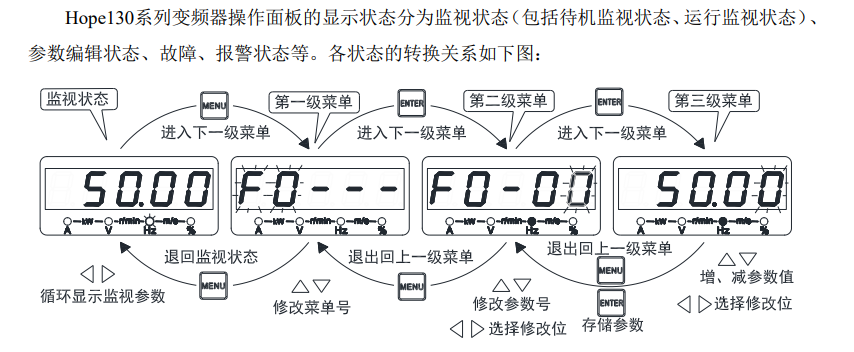 Hope130系列变频器操作面板的显示状态分为监视状态（包括待机监视状态、运行监视状态）、
参数编辑状态、故障、报警状态等。各状态的转换关系如下图：
监视状态 MENU 第一级菜单 ENTER 第二级菜单 ENTER 第三级菜单
进入下一级菜单 进入下一级菜单 进入下一级菜单
50.00 F0--- F0-00 50.00
kW r/min m/s kW r/min m/s kW r/min m/s kW r/min m/s
A V Hz % A V Hz % A V Hz % A V Hz %
退回监视状态 退出回上一级菜单 退出回上一级菜单
MENU MENU MENU
循环显示监视参数 修改菜单号 修改参数号 增、减参数值
ENTER
选择修改位 存储参数 选择修改位